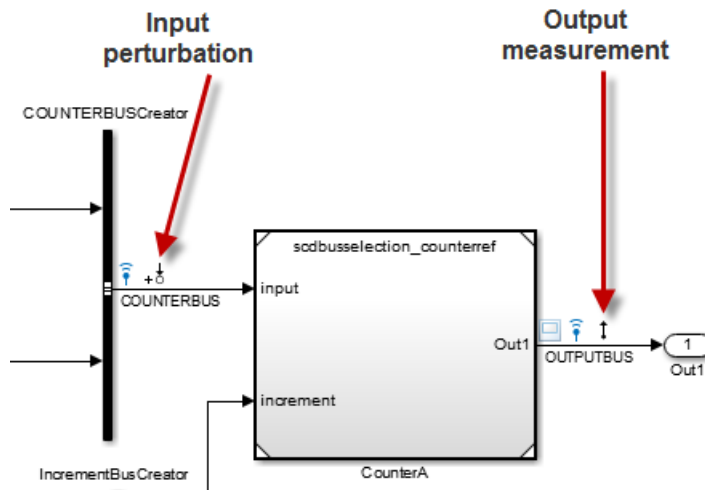 Input
perturbation
Output
measurement
COUNTERBUSCreator
scdbusselection_counterref
+
COUNTERBUS
input
Out1
OUTPUTBUS
1
Out1
increment
IncrementBusCreator
CounterA